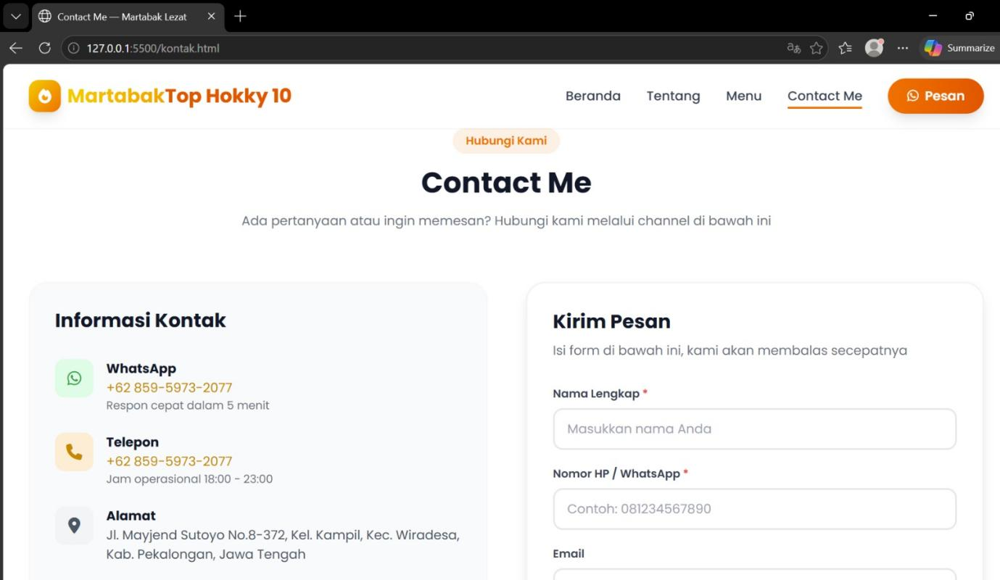 Contact Me — Martabak Lezat
127.0.0.1:5500/kontak.html
Summarize
MartabakTop Hokky 10
Beranda
Tentang
Menu
Contact Me
Pesan
Hubungi Kami
Contact Me
Ada pertanyaan atau ingin memesan? Hubungi kami melalui channel di bawah ini
Informasi Kontak
WhatsApp
+62 859-5973-2077
Respon cepat dalam 5 menit
Telepon
+62 859-5973-2077
Jam operasional 18:00 - 23:00
Alamat
Jl. Mayjend Sutoyo No.8-372, Kel. Kampil, Kec. Wiradesa,
Kab. Pekalongan, Jawa Tengah
Kirim Pesan
Isi form di bawah ini, kami akan membalas secepatnya
Nama Lengkap *
Masukkan nama Anda
Nomor HP / WhatsApp *
Contoh: 081234567890
Email